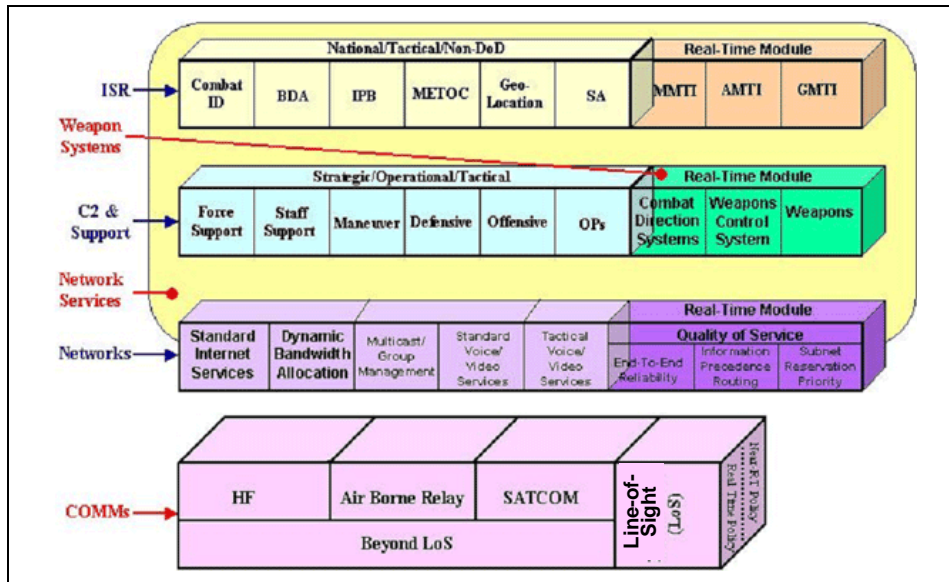 National/Tactical/Non-DoD
Real-Time Module
ISR
Combat
ID
BDA
IPB
METOC
Geo-
Location
SA
MMTI
AMTI
GMTI
Weapon
Systems
Strategic/Operational/Tactical
Real-Time Module
C2 &
Support
Force
Support
Staff
Support
Maneuver
Defensive
Offensive
OPs
Combat
Direction
Systems
Weapons
Control
System
Weapons
Network
Services
Real-Time Module
Networks
Standard
Internet
Services
Dynamic
Bandwidth
Allocation
Multicast/
Group
Management
Standard
Voice/
Video
Services
Tactical
Voice/
Video
Services
Quality of Service
End-To-End
Reliability
Information
Precedence
Routing
Subnet
Reservation
Priority
COMMs
HF
Air Borne Relay
SATCOM
Beyond LoS
Line-of-
Sight
(LoS)
Near-RT Policy
Real Time Policy